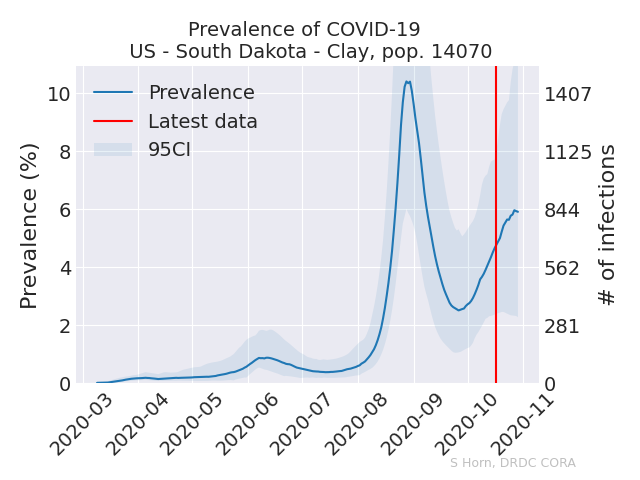 Prevalence of COVID-19
US - South Dakota - Clay, pop. 14070
Prevalence
Latest data
95CI
Prevalence (%)
10
8
6
4
2
0
1407
1125
844
562
281
0
# of infections
2020-03
2020-04
2020-05
2020-06
2020-07
2020-08
2020-09
2020-10
2020-11
S Horn, DRDC CORA